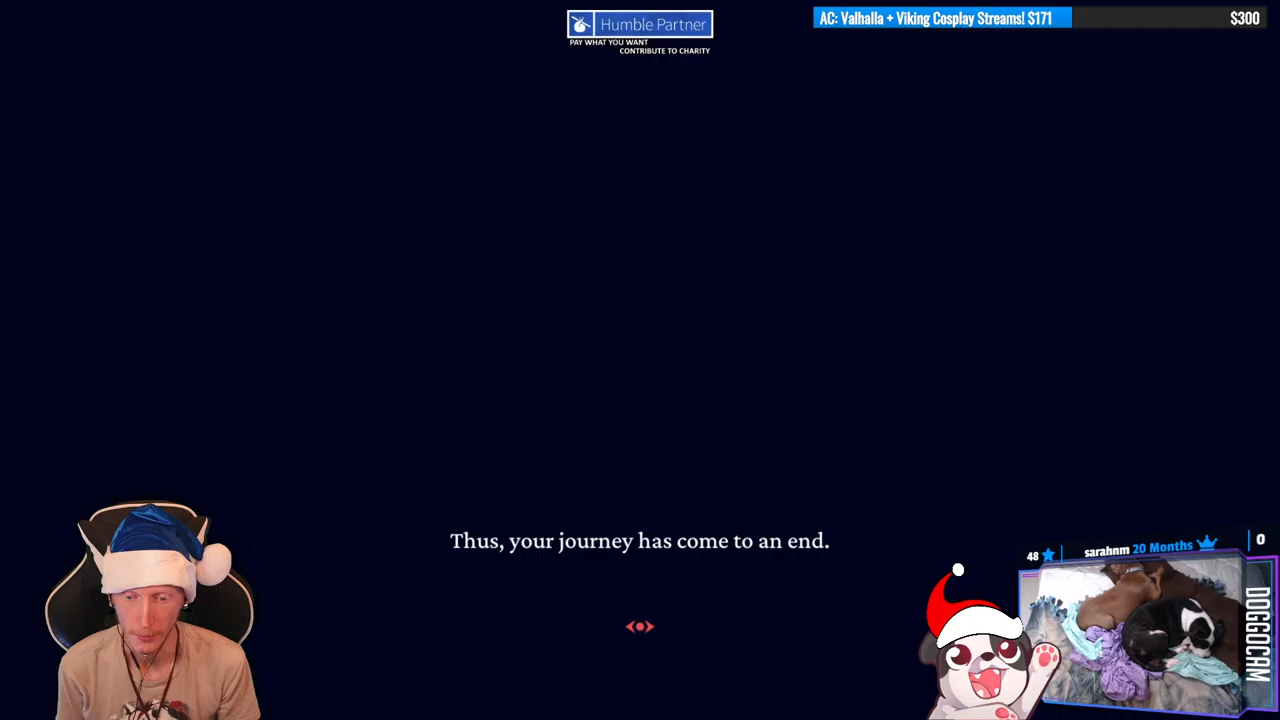 Humble Partner
PAY WHAT YOU WANT
CONTRIBUTE TO CHARITY
AC: Valhalla + Viking Cosplay Streams! $171
$300
Thus, your journey has come to an end.
48
sarahnm 20 Months
0
DOGGOCAM